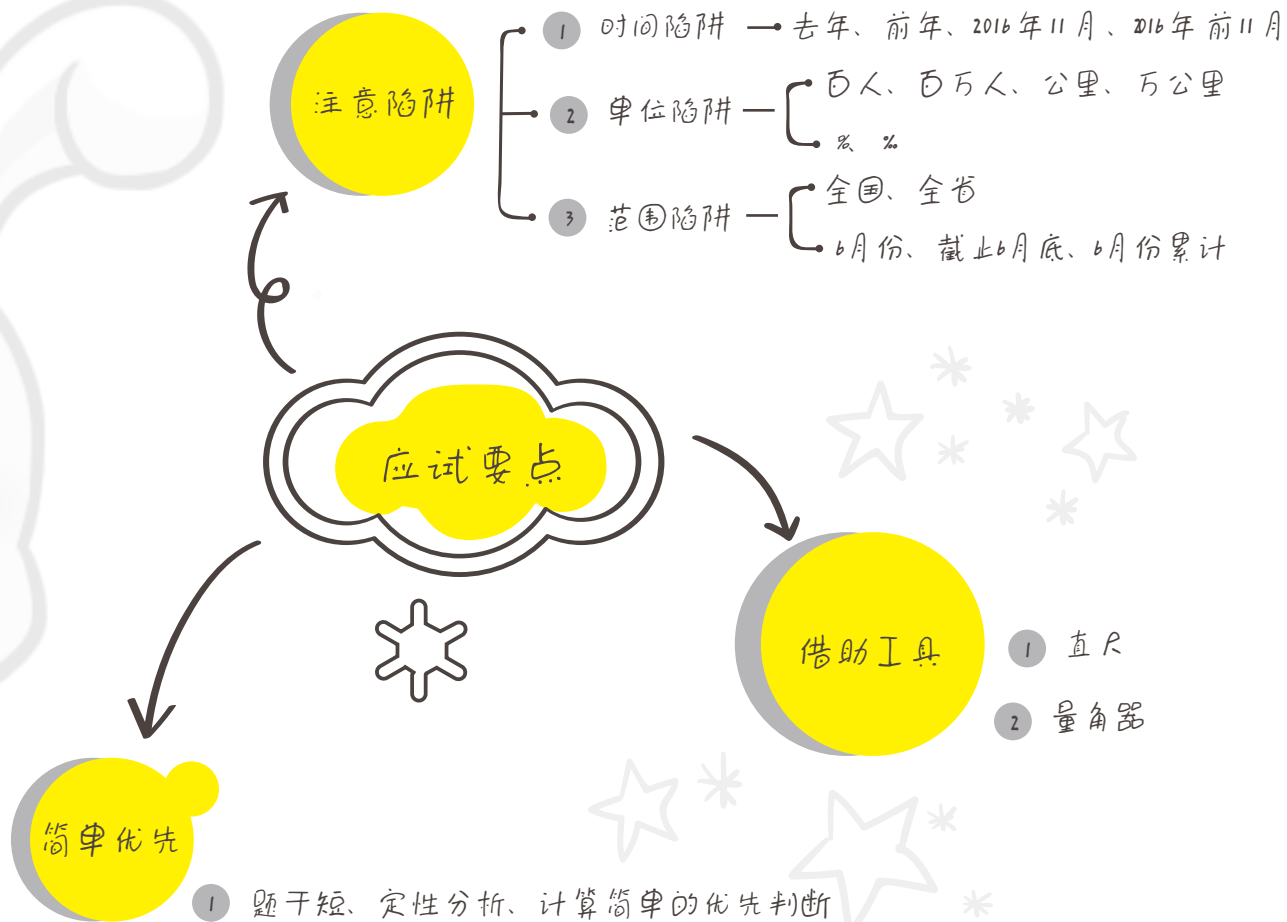 注意陷阱
1 时间陷阱 去年、前年、2016年11月、2016年前11月
2 单位陷阱
百人、百万人、公里、万公里
%、‰
3 范围陷阱
全国、全省
6月份、截止6月底、6月份累计
应试要点
借助工具
1 直尺
2 量角器
简单优先
1 题干短、定性分析、计算简单的优先判断